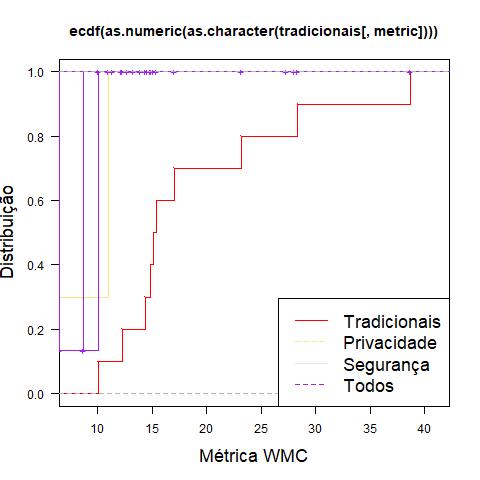 ecdf(as.numeric(as.character(tradicionais[, metric])))
Distribuição
1.0
0.8
0.6
0.4
0.2
0.0
10 15 20 25 30 35 40
Métrica WMC
Tradicionais
Privacidade
Segurança
Todos